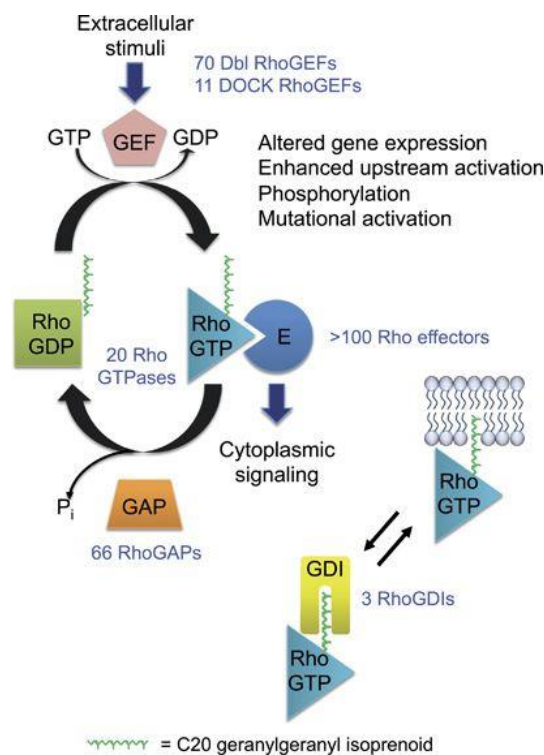 Extracellular
stimuli
70 Dbl RhoGEFs
11 DOCK RhoGEFs
GTP
GEF
GDP
Altered gene expression
Enhanced upstream activation
Phosphorylation
Mutational activation
Rho
GDP
Rho
GTP
E
>100 Rho effectors
20 Rho
GTPases
Cytoplasmic
signaling
Pi
GAP
66 RhoGAPs
Rho
GTP
GDI
3 RhoGDIs
Rho
GTP
= C20 geranylgeranyl isoprenoid